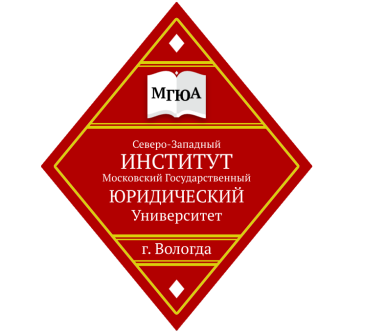 МГЮА
Северо-Западный
ИНСТИТУТ
Московский Государственный
ЮРИДИЧЕСКИЙ
Университет
г. Вологда